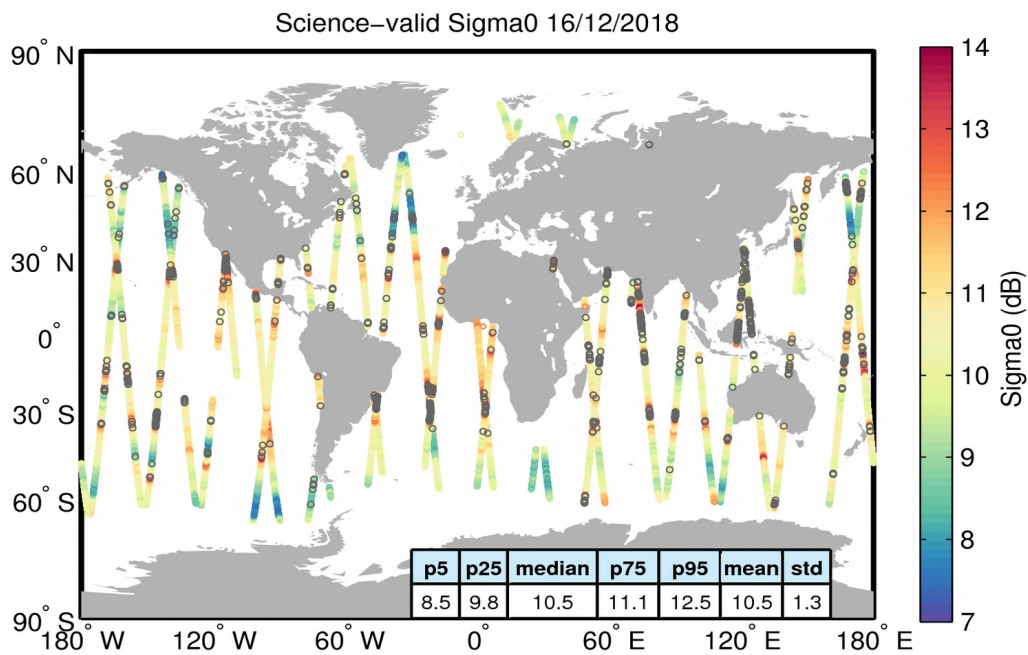 Science−valid Sigma0 16/12/2018
90° N
60° N
30° N
0°
30° S
60° S
90° S
180° W
120° W
60° W
0°
60° E
120° E
180° E
14
13
12
11
10
9
8
7
Sigma0 (dB)
p5 p25 median p75 p95 mean std
8.5 9.8 10.5 11.1 12.5 10.5 1.3